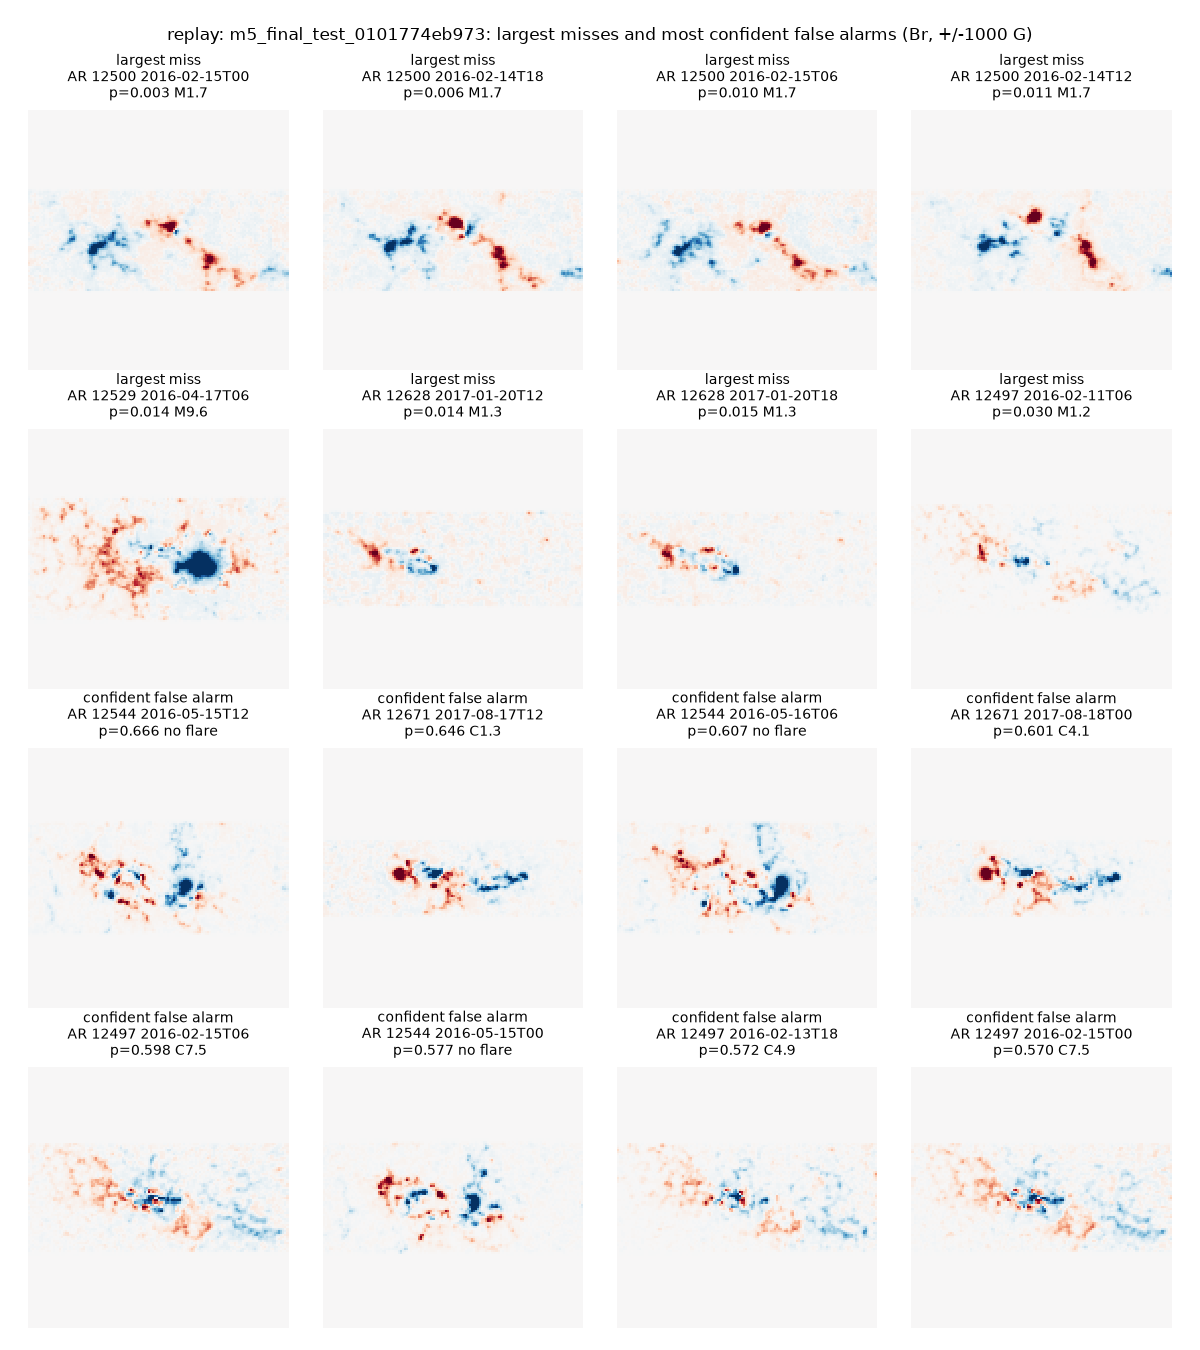 replay: m5_final_test_0101774eb973: largest misses and most confident false alarms (Br, +/-1000 G)
largest miss
AR 12500 2016-02-15T00
p=0.003 M1.7
largest miss
AR 12500 2016-02-14T18
p=0.006 M1.7
largest miss
AR 12500 2016-02-15T06
p=0.010 M1.7
largest miss
AR 12500 2016-02-14T12
p=0.011 M1.7
largest miss
AR 12529 2016-04-17T06
p=0.014 M9.6
largest miss
AR 12628 2017-01-20T12
p=0.014 M1.3
largest miss
AR 12628 2017-01-20T18
p=0.015 M1.3
largest miss
AR 12497 2016-02-11T06
p=0.030 M1.2
confident false alarm
AR 12544 2016-05-15T12
p=0.666 no flare
confident false alarm
AR 12671 2017-08-17T12
p=0.646 C1.3
confident false alarm
AR 12544 2016-05-16T06
p=0.607 no flare
confident false alarm
AR 12671 2017-08-18T00
p=0.601 C4.1
confident false alarm
AR 12497 2016-02-15T06
p=0.598 C7.5
confident false alarm
AR 12544 2016-05-15T00
p=0.577 no flare
confident false alarm
AR 12497 2016-02-13T18
p=0.572 C4.9
confident false alarm
AR 12497 2016-02-15T00
p=0.570 C7.5